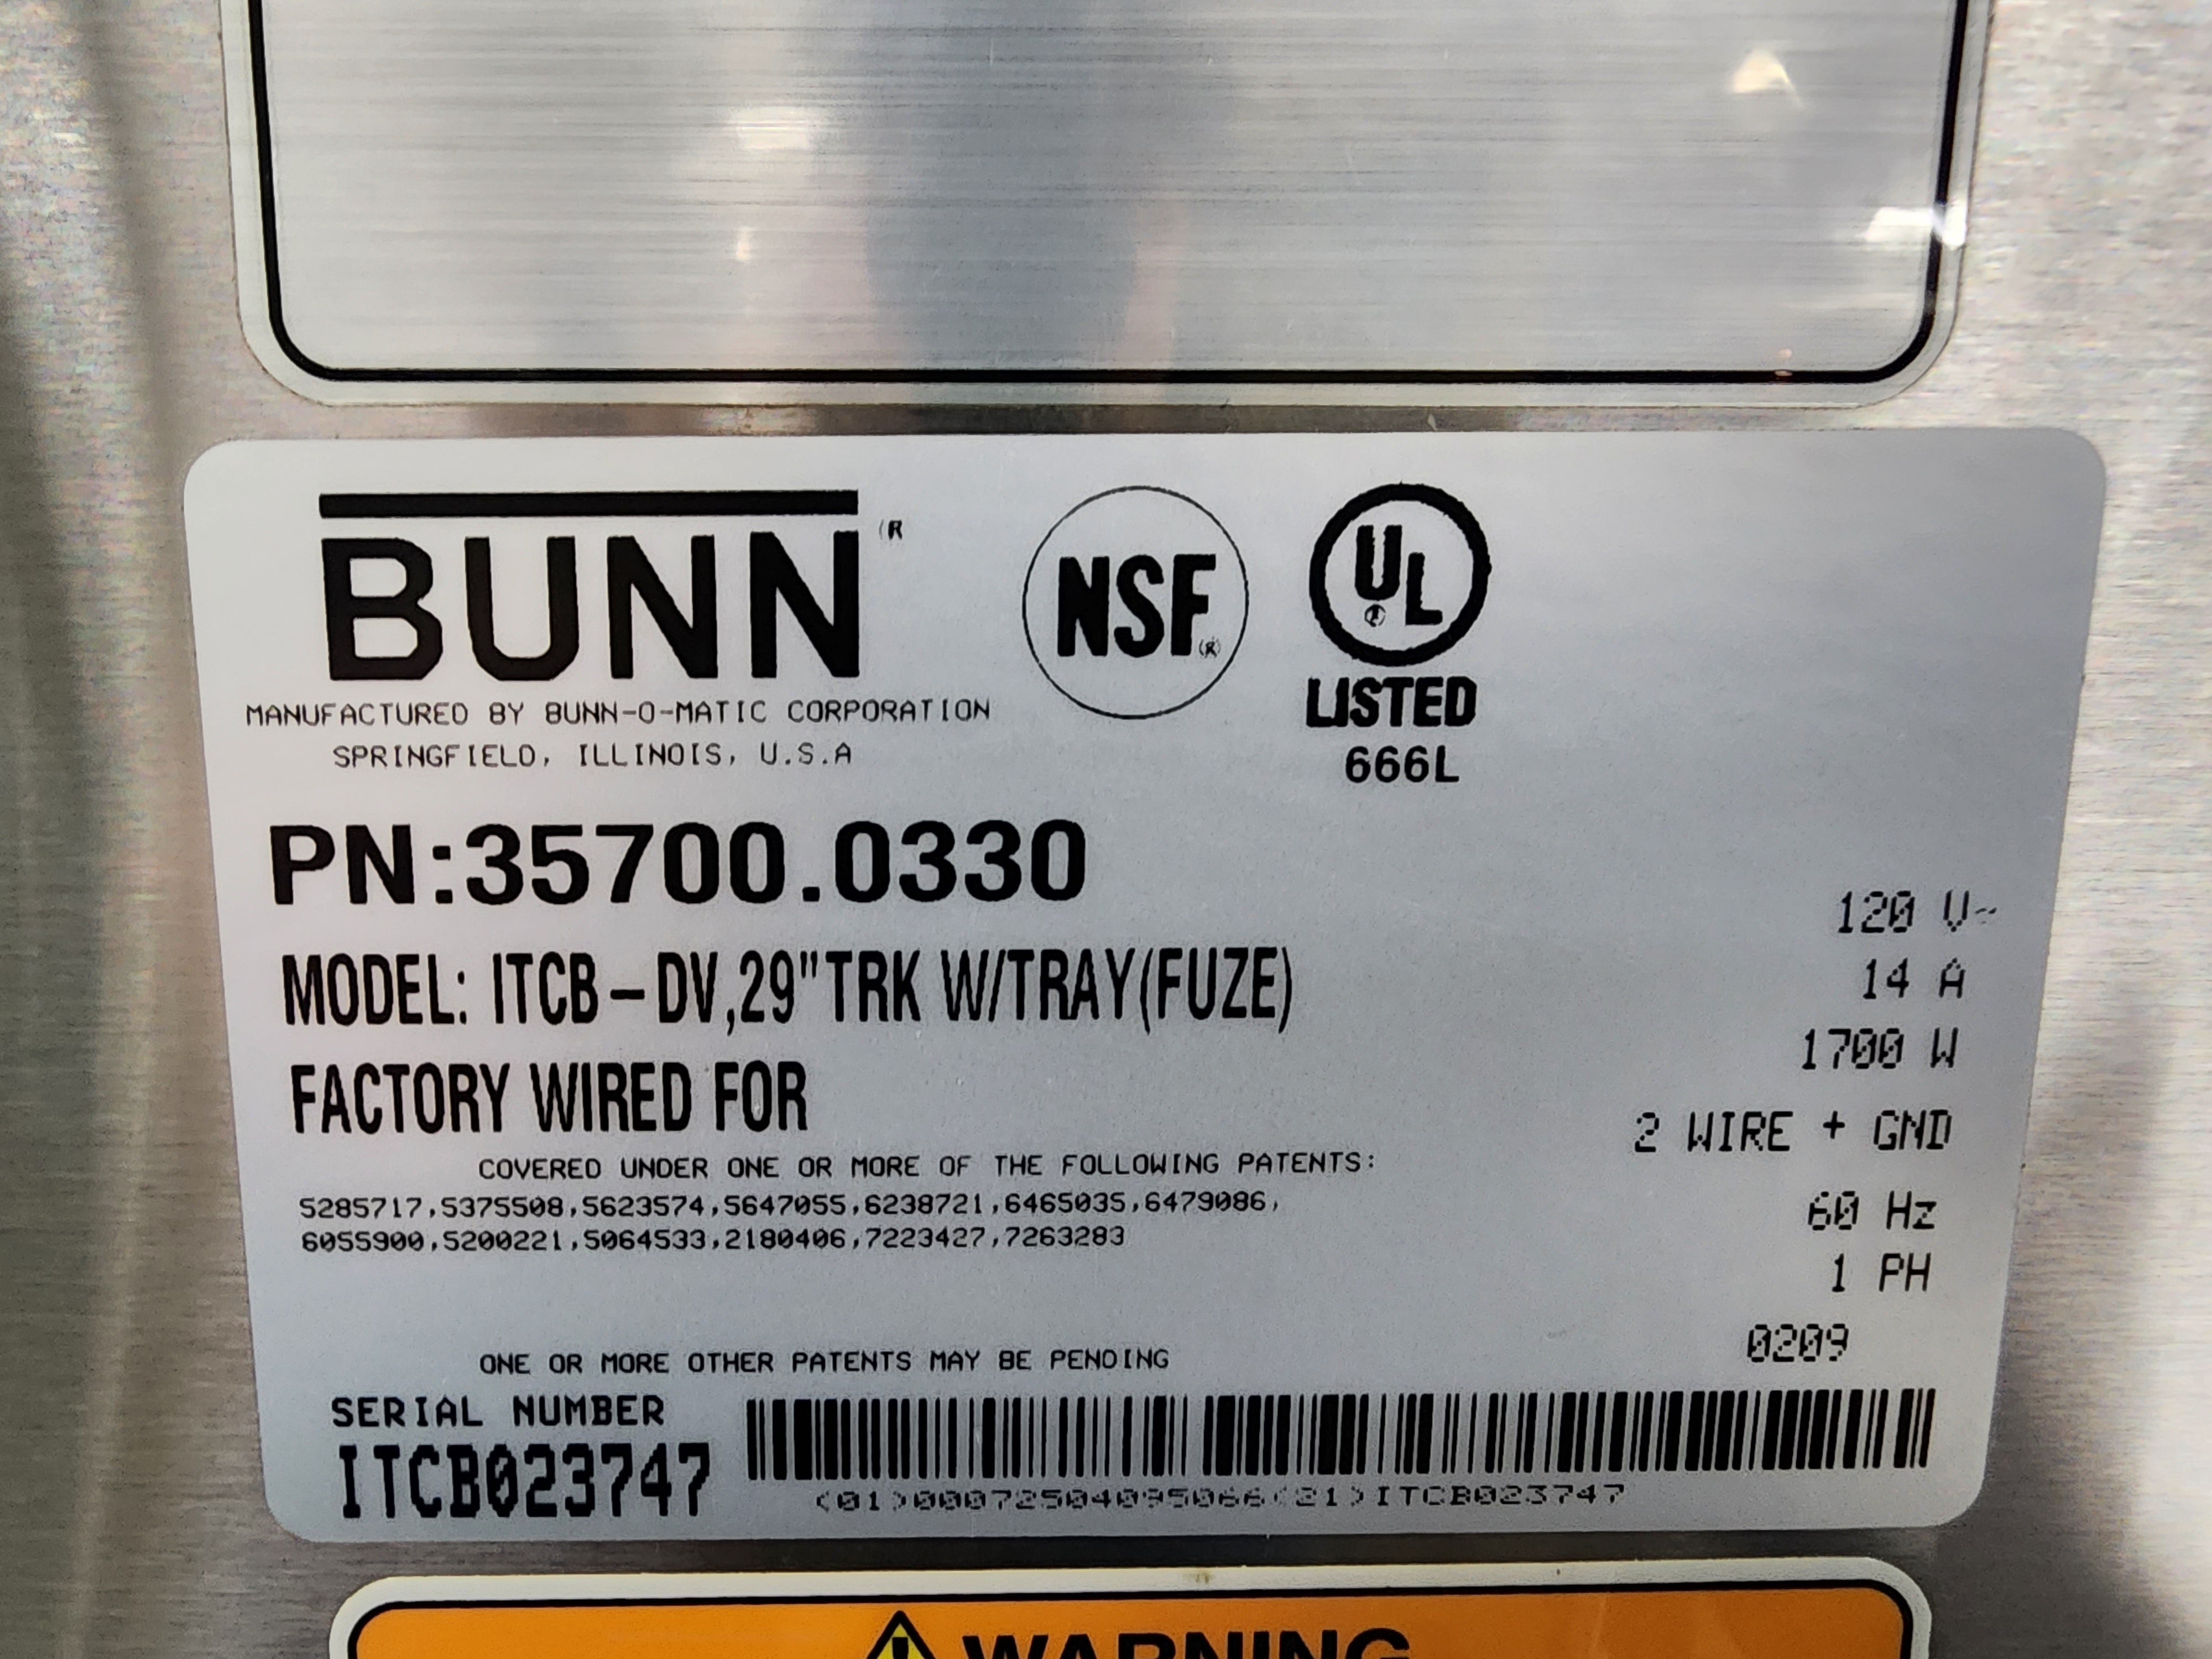 BUNN®
NSF®
UL®
LISTED
666L
MANUFACTURED BY BUNN-O-MATIC CORPORATION
SPRINGFIELD, ILLINOIS, U.S.A
PN:35700.0330
MODEL: ITCB-DV,29"TRK W/TRAY(FUZE)
FACTORY WIRED FOR
120 V~
14 A
1700 W
2 WIRE + GND
60 Hz
1 PH
0209
COVERED UNDER ONE OR MORE OF THE FOLLOWING PATENTS:
5285717,5375508,5623574,5647055,6238721,6465035,6479086,
6055900,5200221,5064533,2180406,7223427,7263283
ONE OR MORE OTHER PATENTS MAY BE PENDING
SERIAL NUMBER
ITCB023747
(01)00072504095066(21)ITCB023747
WARNING